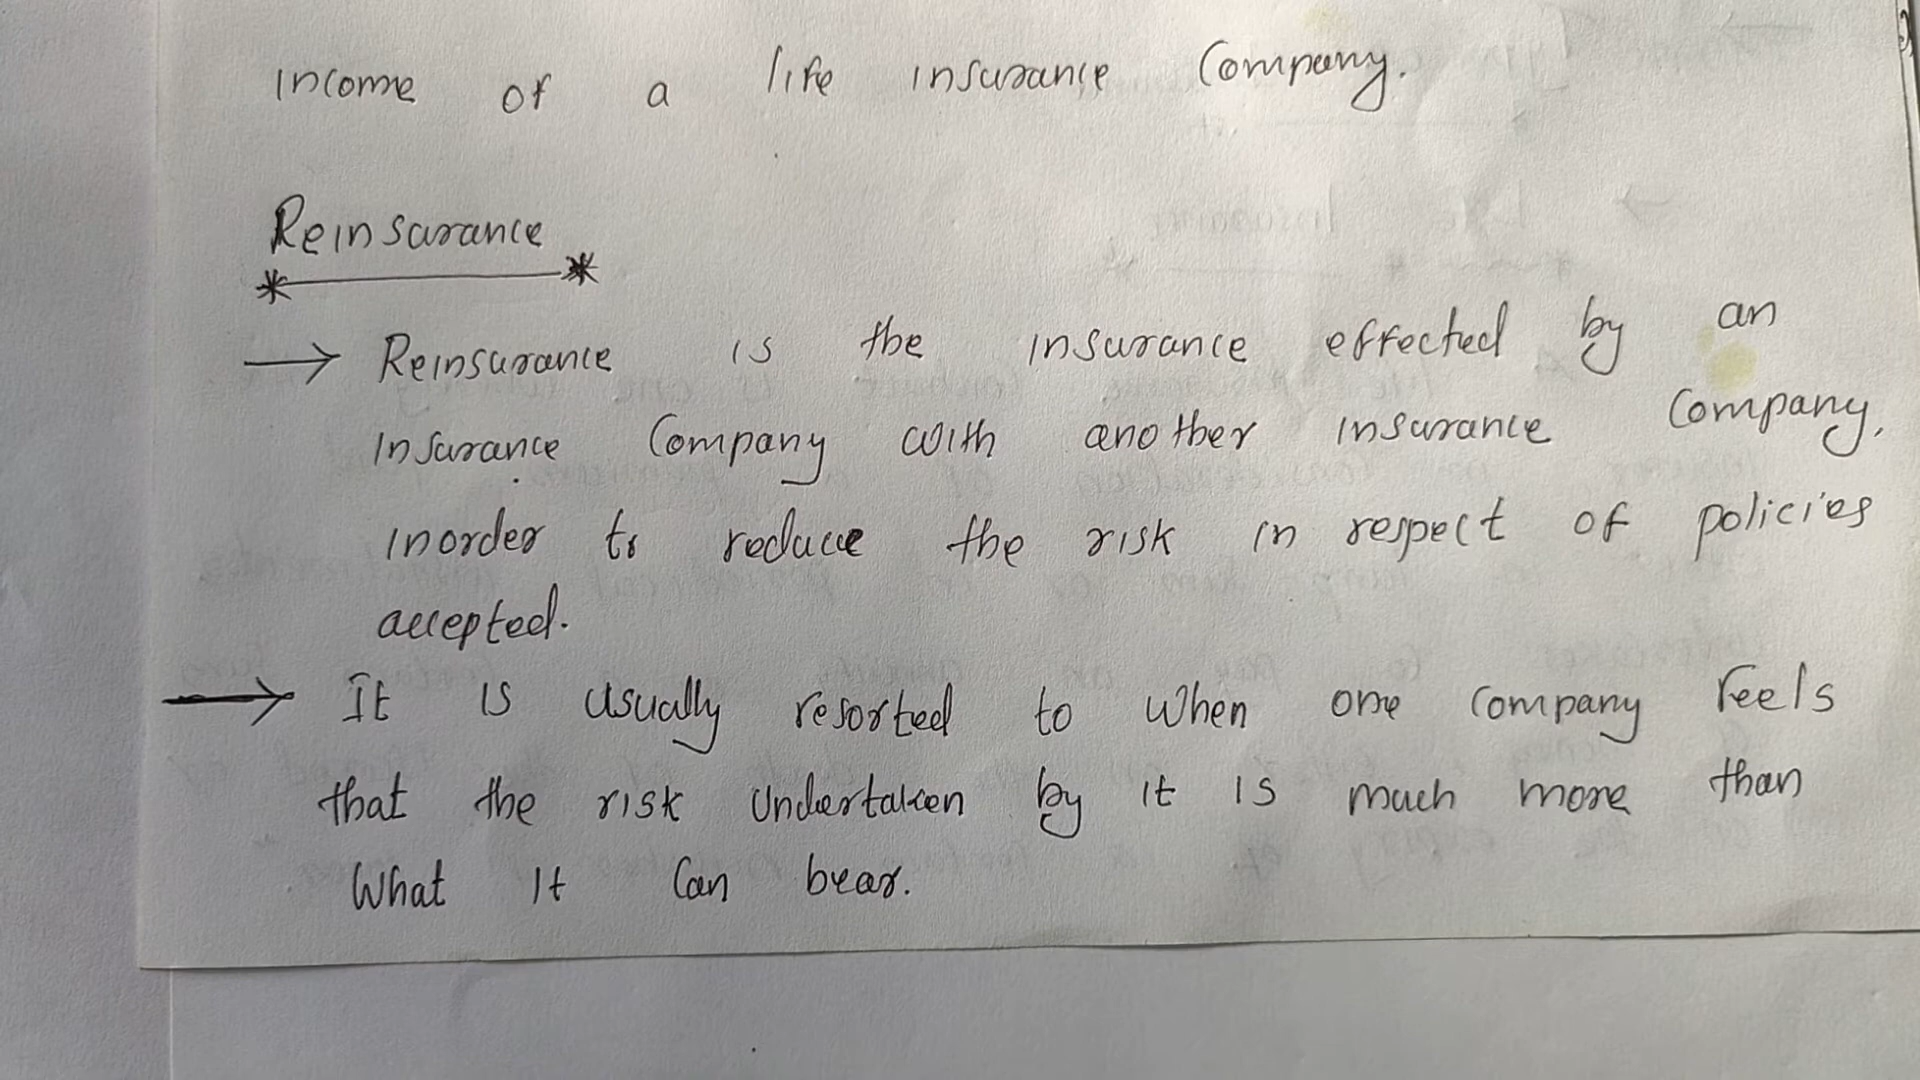 income of a life insurance Company.
Reinsurance
→ Reinsurance is the insurance effected by an
insurance Company with another insurance Company,
inorder to reduce the risk in respect of policies
accepted.
→ It is usually resorted to when one company feels
that the risk undertaken by it is much more than
what it can bear.